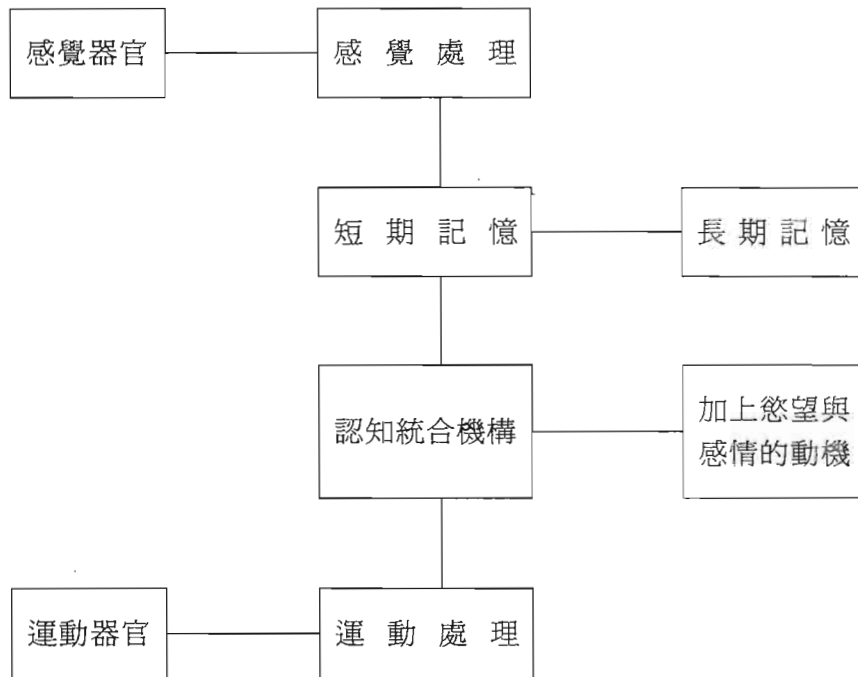 感覺器官
感覺處理
短期記憶
長期記憶
認知統合機構
加上慾望與
感情的動機
運動器官
運動處理